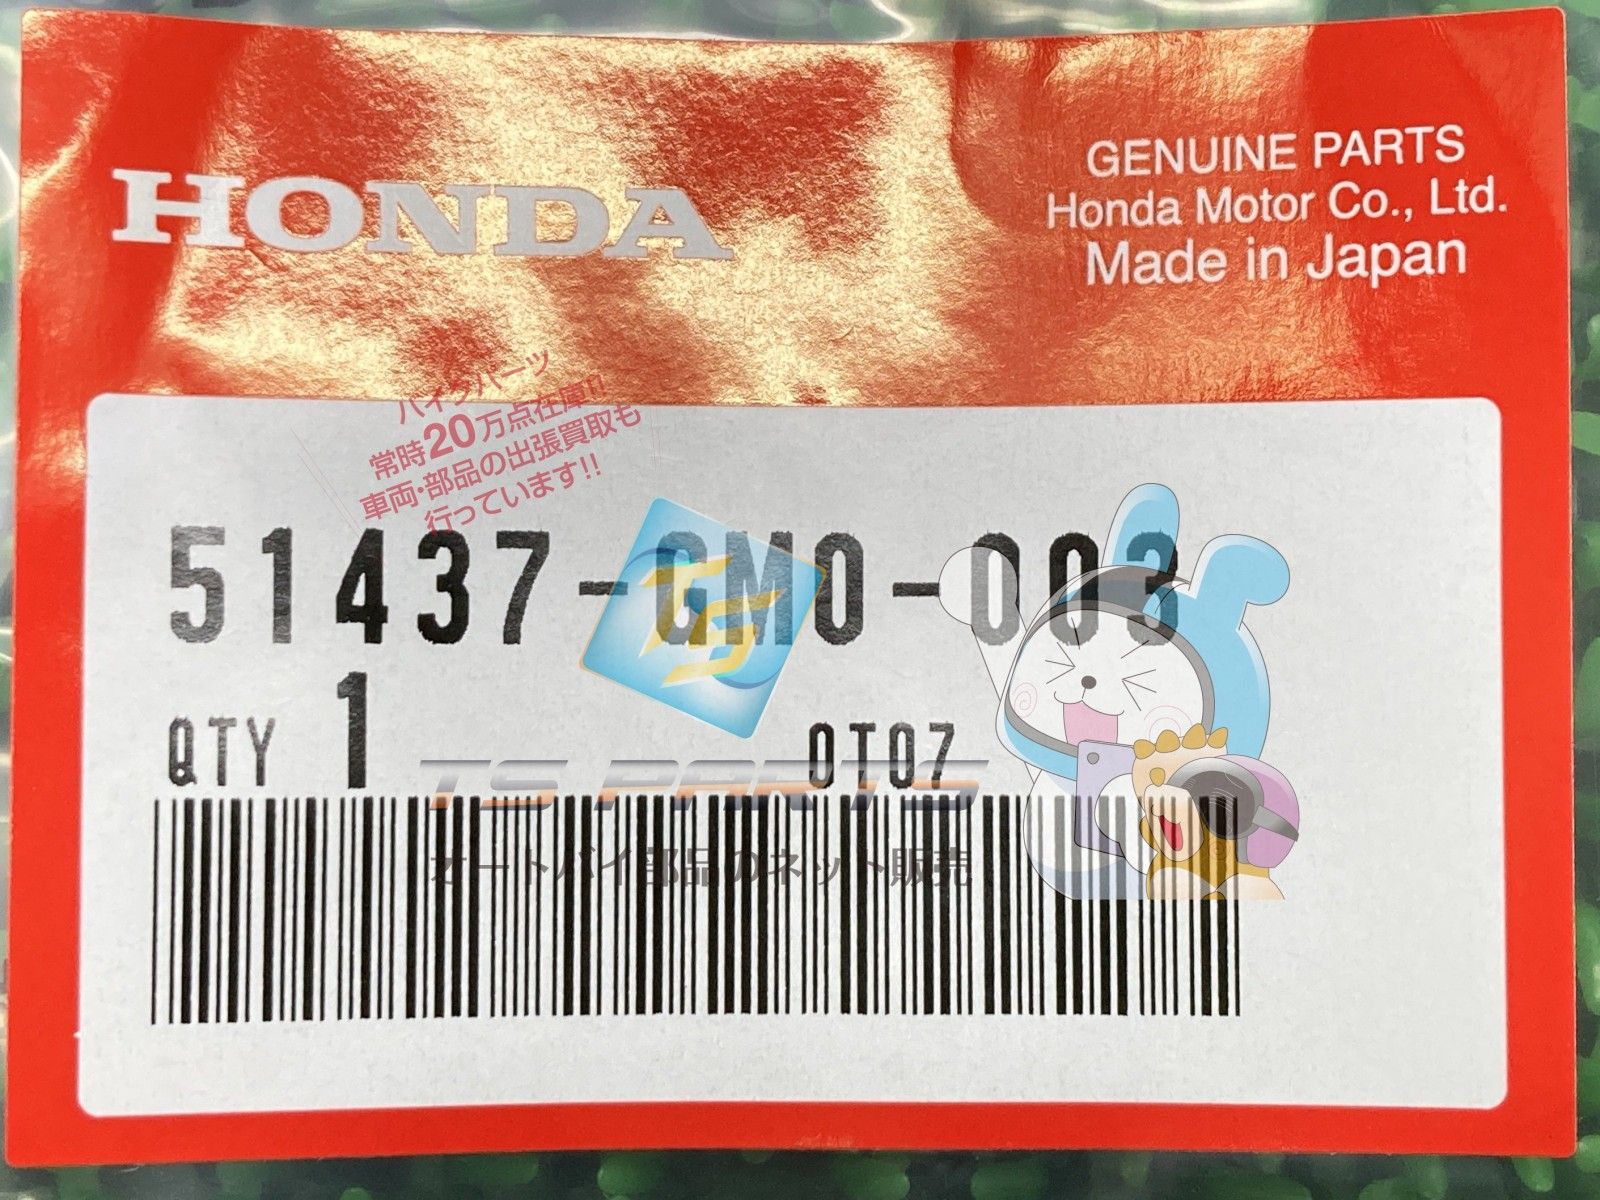 HONDA
GENUINE PARTS
Honda Motor Co., Ltd.
Made in Japan
バイクパーツ
常時20万点在庫!!
車両・部品の出張買取も
行っています!!
51437-GM0-003
TS
QTY 1
0T07
TS PARTS
オートバイ部品のネット販売